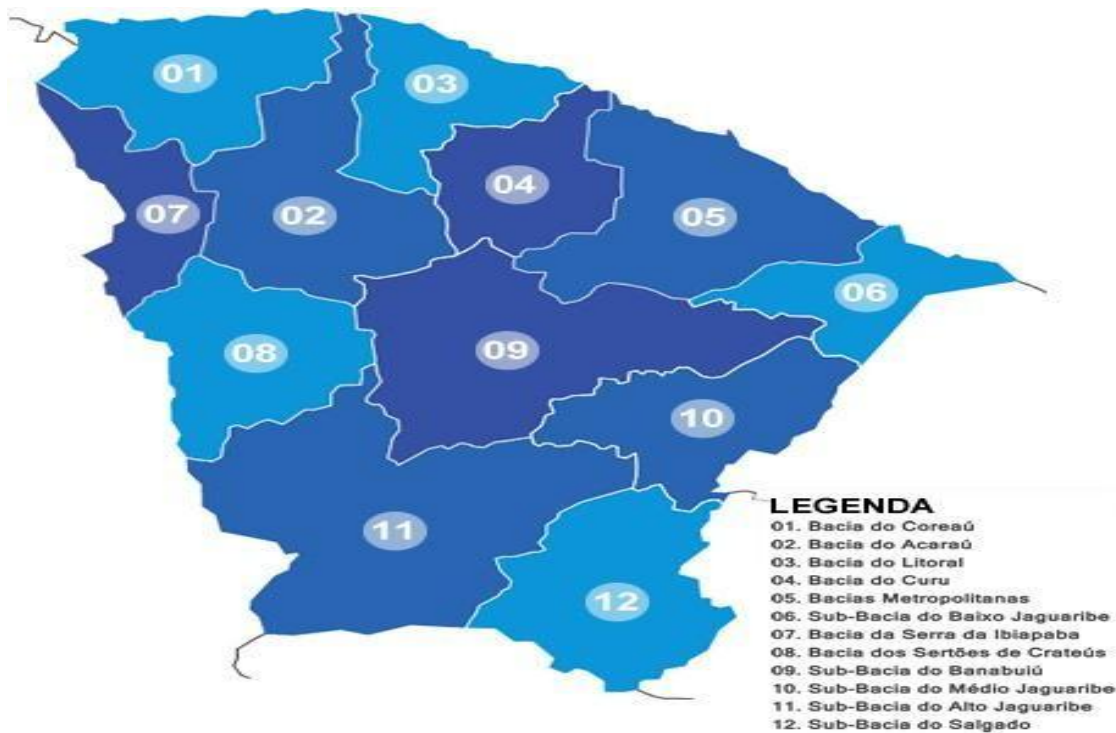 01
03
04
07
02
05
06
08
09
10
11
12
LEGENDA
01. Bacia do Coreaú
02. Bacia do Acaraú
03. Bacia do Litoral
04. Bacia do Curu
05. Bacias Metropolitanas
06. Sub-Bacia do Baixo Jaguaribe
07. Bacia da Serra da Ibiapaba
08. Bacia dos Sertões de Crateús
09. Sub-Bacia do Banabuiú
10. Sub-Bacia do Médio Jaguaribe
11. Sub-Bacia do Alto Jaguaribe
12. Sub-Bacia do Salgado